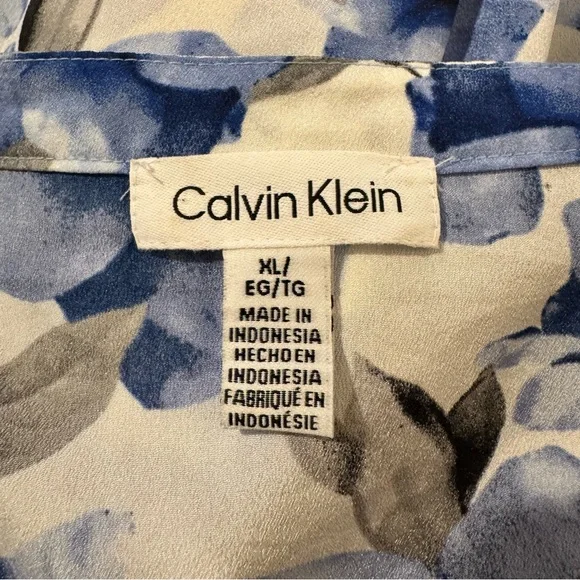 Calvin Klein
XL/
EG/TG
MADE IN
INDONESIA
HECHO EN
INDONESIA
FABRIQUÉ EN
INDONÉSIE